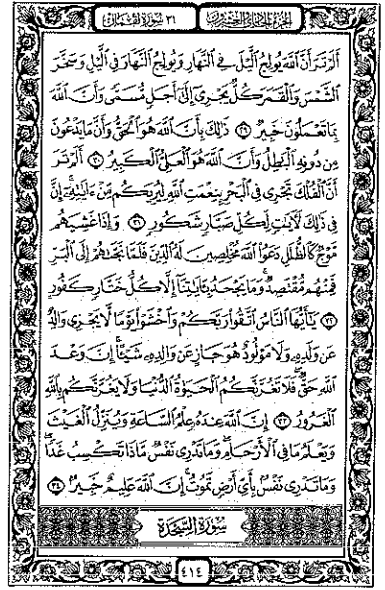 الجزء الحادي والعشرون
٣١ سورة لقمان
أَلَمْ تَرَ أَنَّ ٱللَّهَ يُولِجُ ٱلَّيْلَ فِي ٱلنَّهَارِ وَيُولِجُ ٱلنَّهَارَ فِي ٱلَّيْلِ وَسَخَّرَ
ٱلشَّمْسَ وَٱلْقَمَرَ كُلٌّ يَجْرِىٓ إِلَىٰٓ أَجَلٍ مُّسَمًّى وَأَنَّ ٱللَّهَ
بِمَا تَعْمَلُونَ خَبِيرٌ ٢٩ ذَٰلِكَ بِأَنَّ ٱللَّهَ هُوَ ٱلْحَقُّ وَأَنَّ مَا يَدْعُونَ
مِن دُونِهِ ٱلْبَٰطِلُ وَأَنَّ ٱللَّهَ هُوَ ٱلْعَلِىُّ ٱلْكَبِيرُ ٣٠ أَلَمْ تَرَ
أَنَّ ٱلْفُلْكَ تَجْرِى فِي ٱلْبَحْرِ بِنِعْمَتِ ٱللَّهِ لِيُرِيَكُم مِّنْ ءَايَٰتِهِۦٓ إِنَّ
فِي ذَٰلِكَ لَأَيَٰتٍ لِّكُلِّ صَبَّارٍ شَكُورٍ ٣١ وَإِذَا غَشِيَهُم
مَّوْجٌ كَٱلظُّلَلِ دَعَوُا۟ ٱللَّهَ مُخْلِصِينَ لَهُ ٱلدِّينَ فَلَمَّا نَجَّىٰهُمْ إِلَى ٱلْبَرِّ
فَمِنْهُم مُّقْتَصِدٌ وَمَا يَجْحَدُ بِـَٔايَٰتِنَآ إِلَّا كُلُّ خَتَّارٍ كَفُورٍ
٣٢ يَٰٓأَيُّهَا ٱلنَّاسُ ٱتَّقُوا۟ رَبَّكُمْ وَٱخْشَوْا۟ يَوْمًا لَّا يَجْزِى وَالِدٌ
عَن وَلَدِهِۦ وَلَا مَوْلُودٌ هُوَ جَازٍ عَن وَالِدِهِۦ شَيْـًٔا إِنَّ وَعْدَ
ٱللَّهِ حَقٌّ فَلَا تَغُرَّنَّكُمُ ٱلْحَيَوٰةُ ٱلدُّنْيَا وَلَا يَغُرَّنَّكُم بِٱللَّهِ
ٱلْغَرُورُ ٣٣ إِنَّ ٱللَّهَ عِندَهُۥ عِلْمُ ٱلسَّاعَةِ وَيُنَزِّلُ ٱلْغَيْثَ
وَيَعْلَمُ مَا فِي ٱلْأَرْحَامِ وَمَا تَدْرِى نَفْسٌ مَّاذَا تَكْسِبُ غَدًا
وَمَا تَدْرِى نَفْسٌۢ بِأَىِّ أَرْضٍ تَمُوتُ إِنَّ ٱللَّهَ عَلِيمٌ خَبِيرٌۢ ٣٤
سُورَةُ السَّجْدَةِ
٤١٤